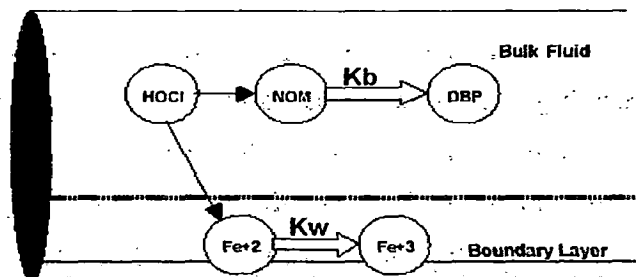 Bulk Fluid
Kb
HOCl NOM DBP
Kw
Fe+2 Fe+3
Boundary Layer